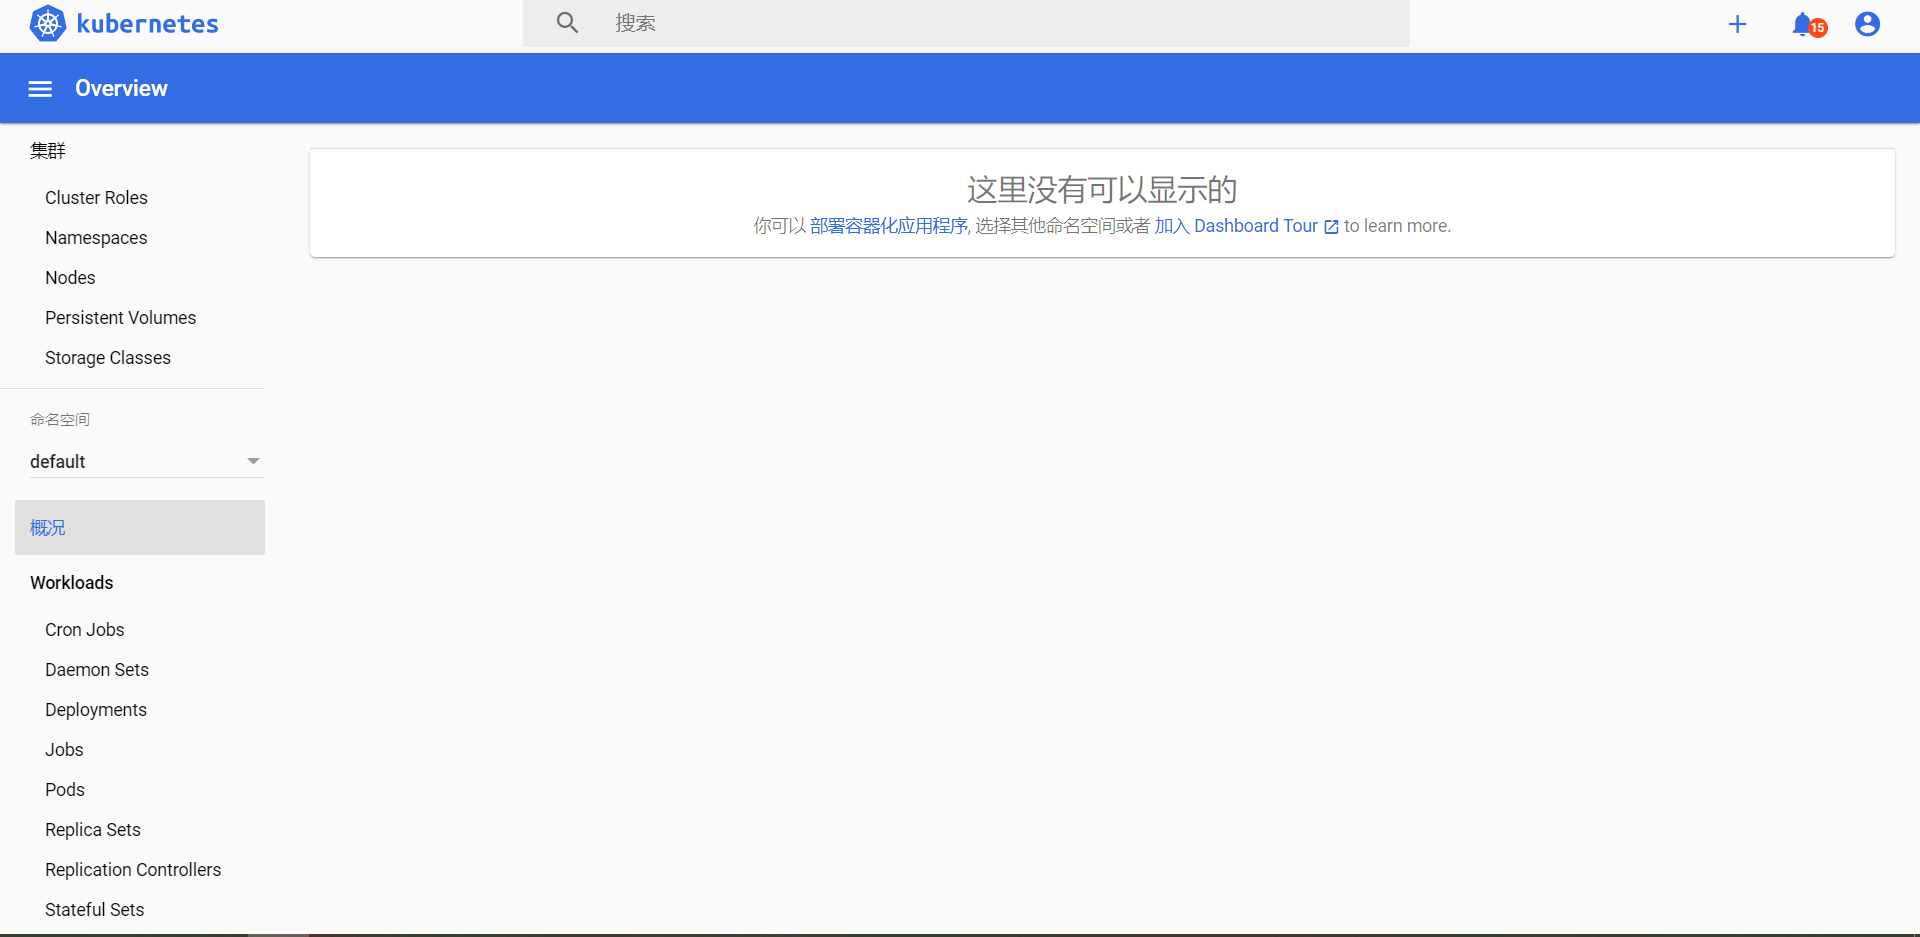 kubernetes
搜索
15
Overview
集群
Cluster Roles
Namespaces
Nodes
Persistent Volumes
Storage Classes
命名空间
default
概况
Workloads
Cron Jobs
Daemon Sets
Deployments
Jobs
Pods
Replica Sets
Replication Controllers
Stateful Sets
这里没有可以显示的
你可以 部署容器化应用程序, 选择其他命名空间或者 加入 Dashboard Tour to learn more.